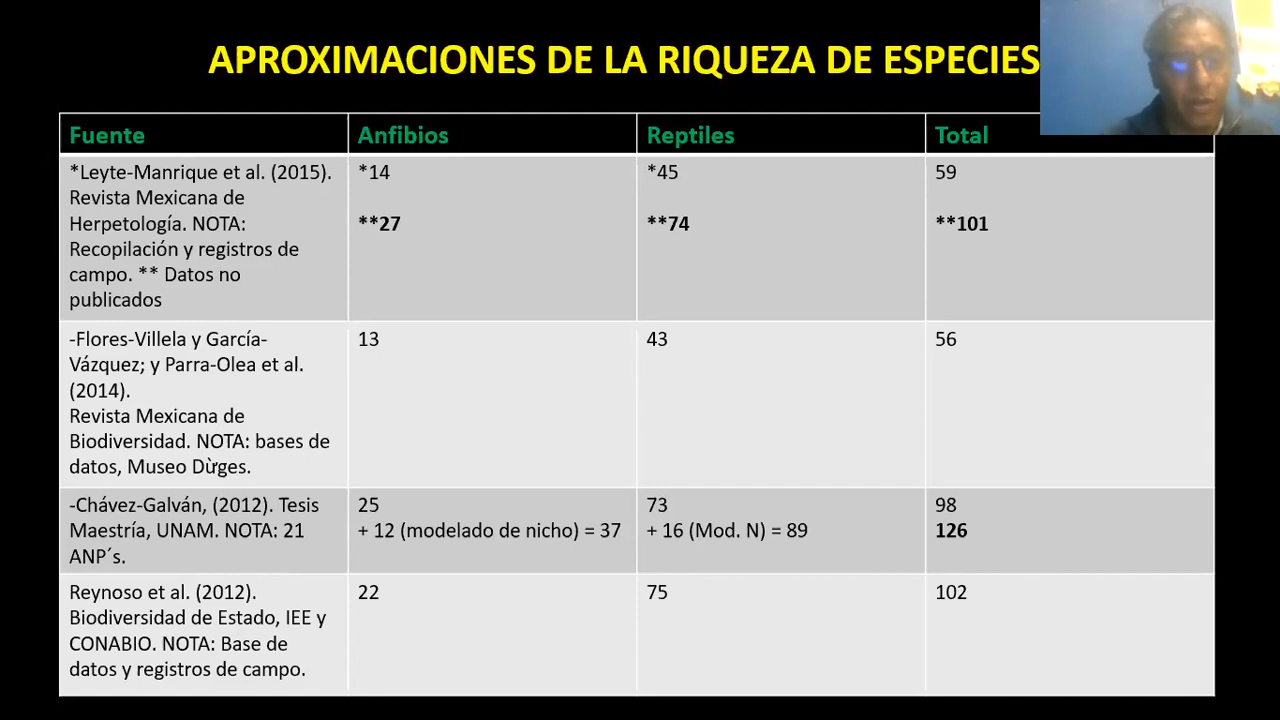 APROXIMACIONES DE LA RIQUEZA DE ESPECIES
Fuente Anfibios Reptiles Total
*Leyte-Manrique et al. (2015). *14 *45 59
Revista Mexicana de
Herpetología. NOTA: **27 **74 **101
Recopilación y registros de
campo. ** Datos no
publicados
-Flores-Villela y García- 13 43 56
Vázquez; y Parra-Olea et al.
(2014).
Revista Mexicana de
Biodiversidad. NOTA: bases de
datos, Museo Dùrges.
-Chávez-Galván, (2012). Tesis 25 73 98
Maestría, UNAM. NOTA: 21 + 12 (modelado de nicho) = 37 + 16 (Mod. N) = 89 126
ANP´s.
Reynoso et al. (2012). 22 75 102
Biodiversidad de Estado, IEE y
CONABIO. NOTA: Base de
datos y registros de campo.